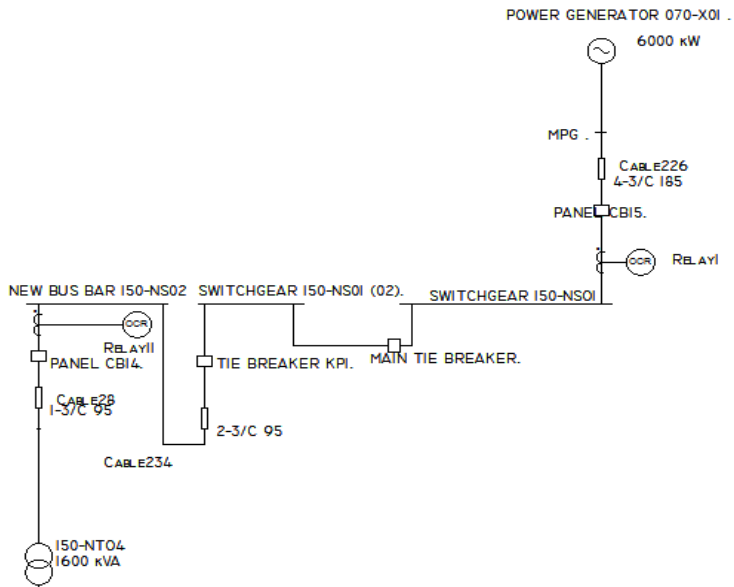 POWER GENERATOR 070-X01 .
6000 KW
MPG .
CABLE226
4-3/C 185
PANEL CB15.
OCR
RELAY1
NEW BUS BAR 150-NS02
SWITCHGEAR 150-NS01 (02).
SWITCHGEAR 150-NS01
OCR
RELAY11
PANEL CB14.
TIE BREAKER KP1.
MAIN TIE BREAKER.
CABLE28
1-3/C 95
2-3/C 95
CABLE234
150-NT04
1600 KVA